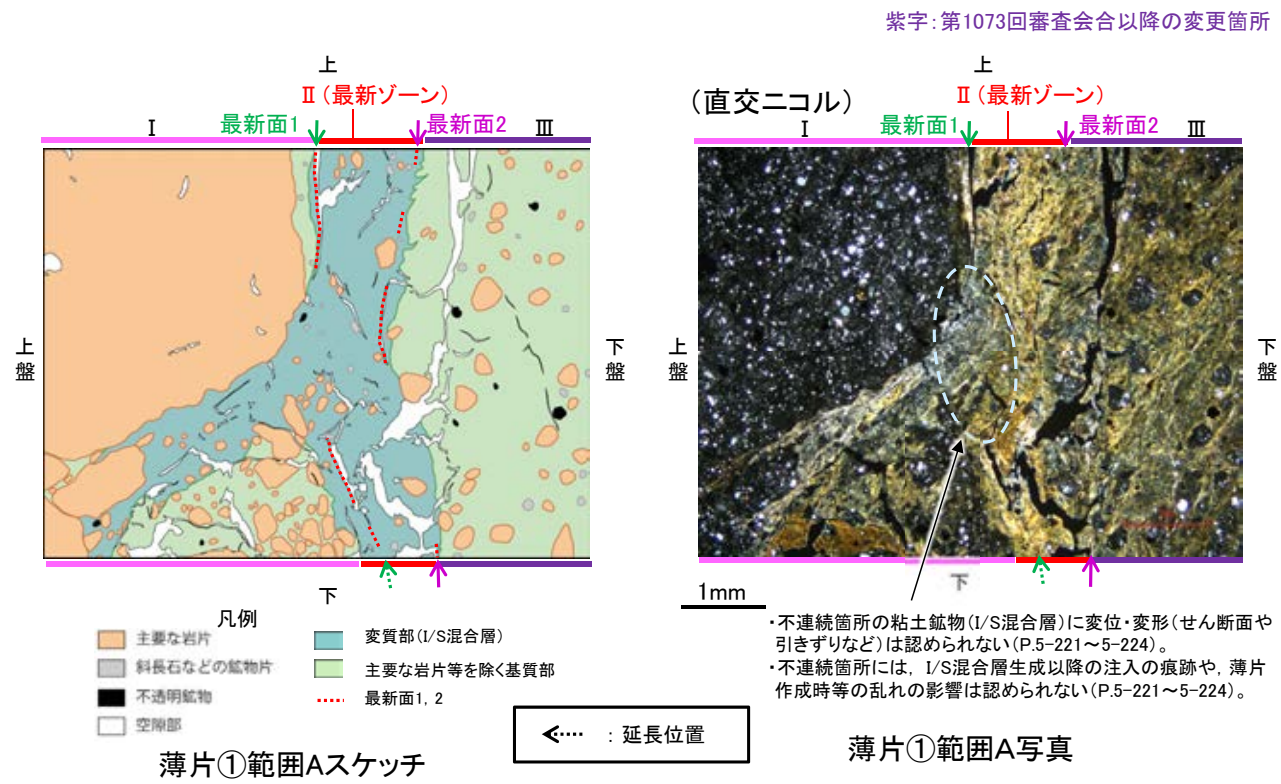 紫字：第1073回審査会合以降の変更箇所
上
Ⅱ（最新ゾーン）
Ⅰ
最新面1
最新面2
Ⅲ
上盤
下盤
下
凡例
主要な岩片
斜長石などの鉱物片
不透明鉱物
空隙部
変質部（I/S混合層）
主要な岩片等を除く基質部
最新面1, 2
薄片①範囲Aスケッチ
：延長位置
（直交ニコル）
上
Ⅱ（最新ゾーン）
Ⅰ
最新面1
最新面2
Ⅲ
上盤
下盤
下
1mm
・不連続箇所の粘土鉱物（I/S混合層）に変位・変形（せん断面や
引きずりなど）は認められない（P.5-221～5-224）。
・不連続箇所には，I/S混合層生成以降の注入の痕跡や，薄片
作成時等の乱れの影響は認められない（P.5-221～5-224）。
薄片①範囲A写真